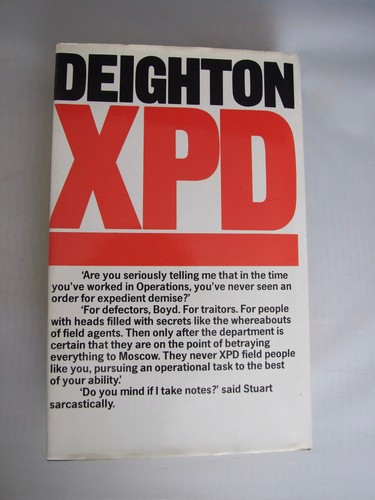 DEIGHTON
XPD
'Are you seriously telling me that in the time
you've worked in Operations, you've never seen an
order for expedient demise?'
'For defectors, Boyd. For traitors. For people
with heads filled with secrets like the whereabouts
of field agents. Then only after the department is
certain that they are on the point of betraying
everything to Moscow. They never XPD field people
like you, pursuing an operational task to the best
of your ability.'
'Do you mind if I take notes?' said Stuart
sarcastically.